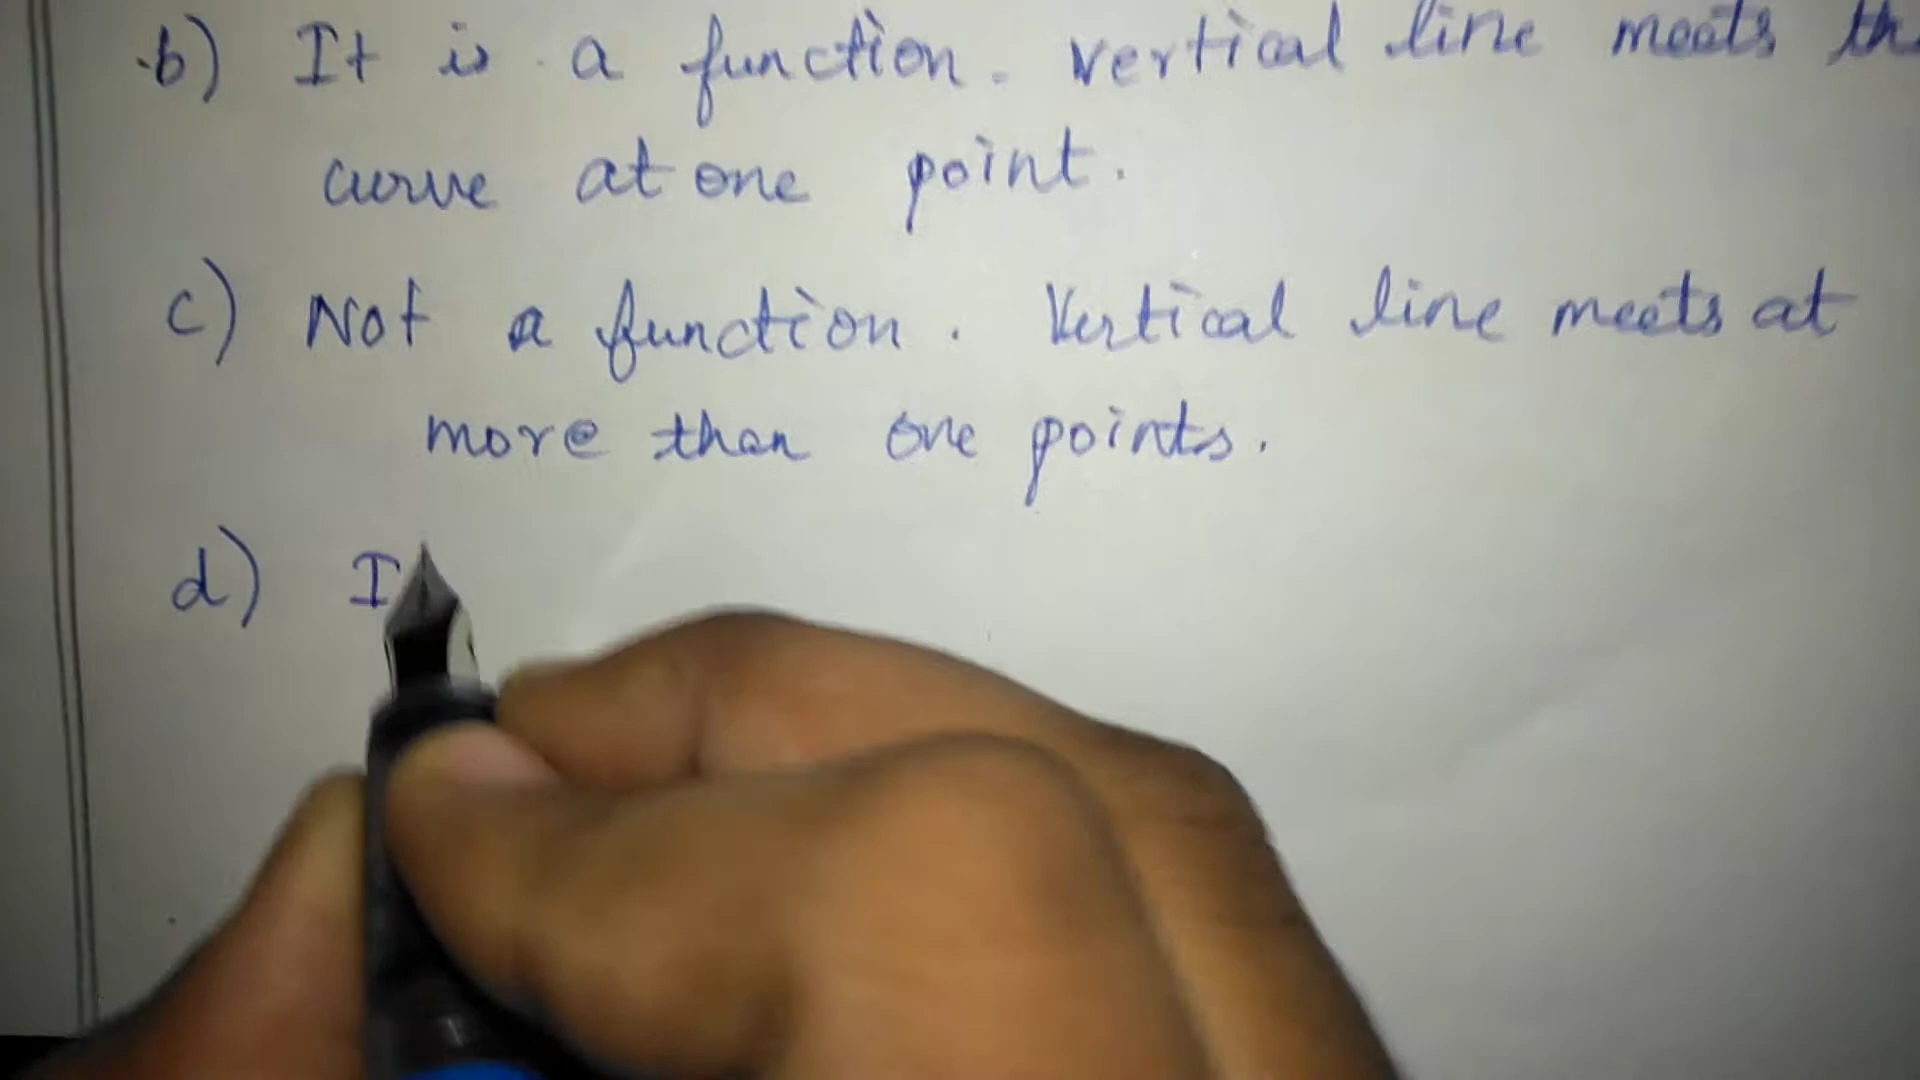 b) It is a function. vertical line meets the
curve at one point.
c) Not a function. Vertical line meets at
more than one points.
d) I